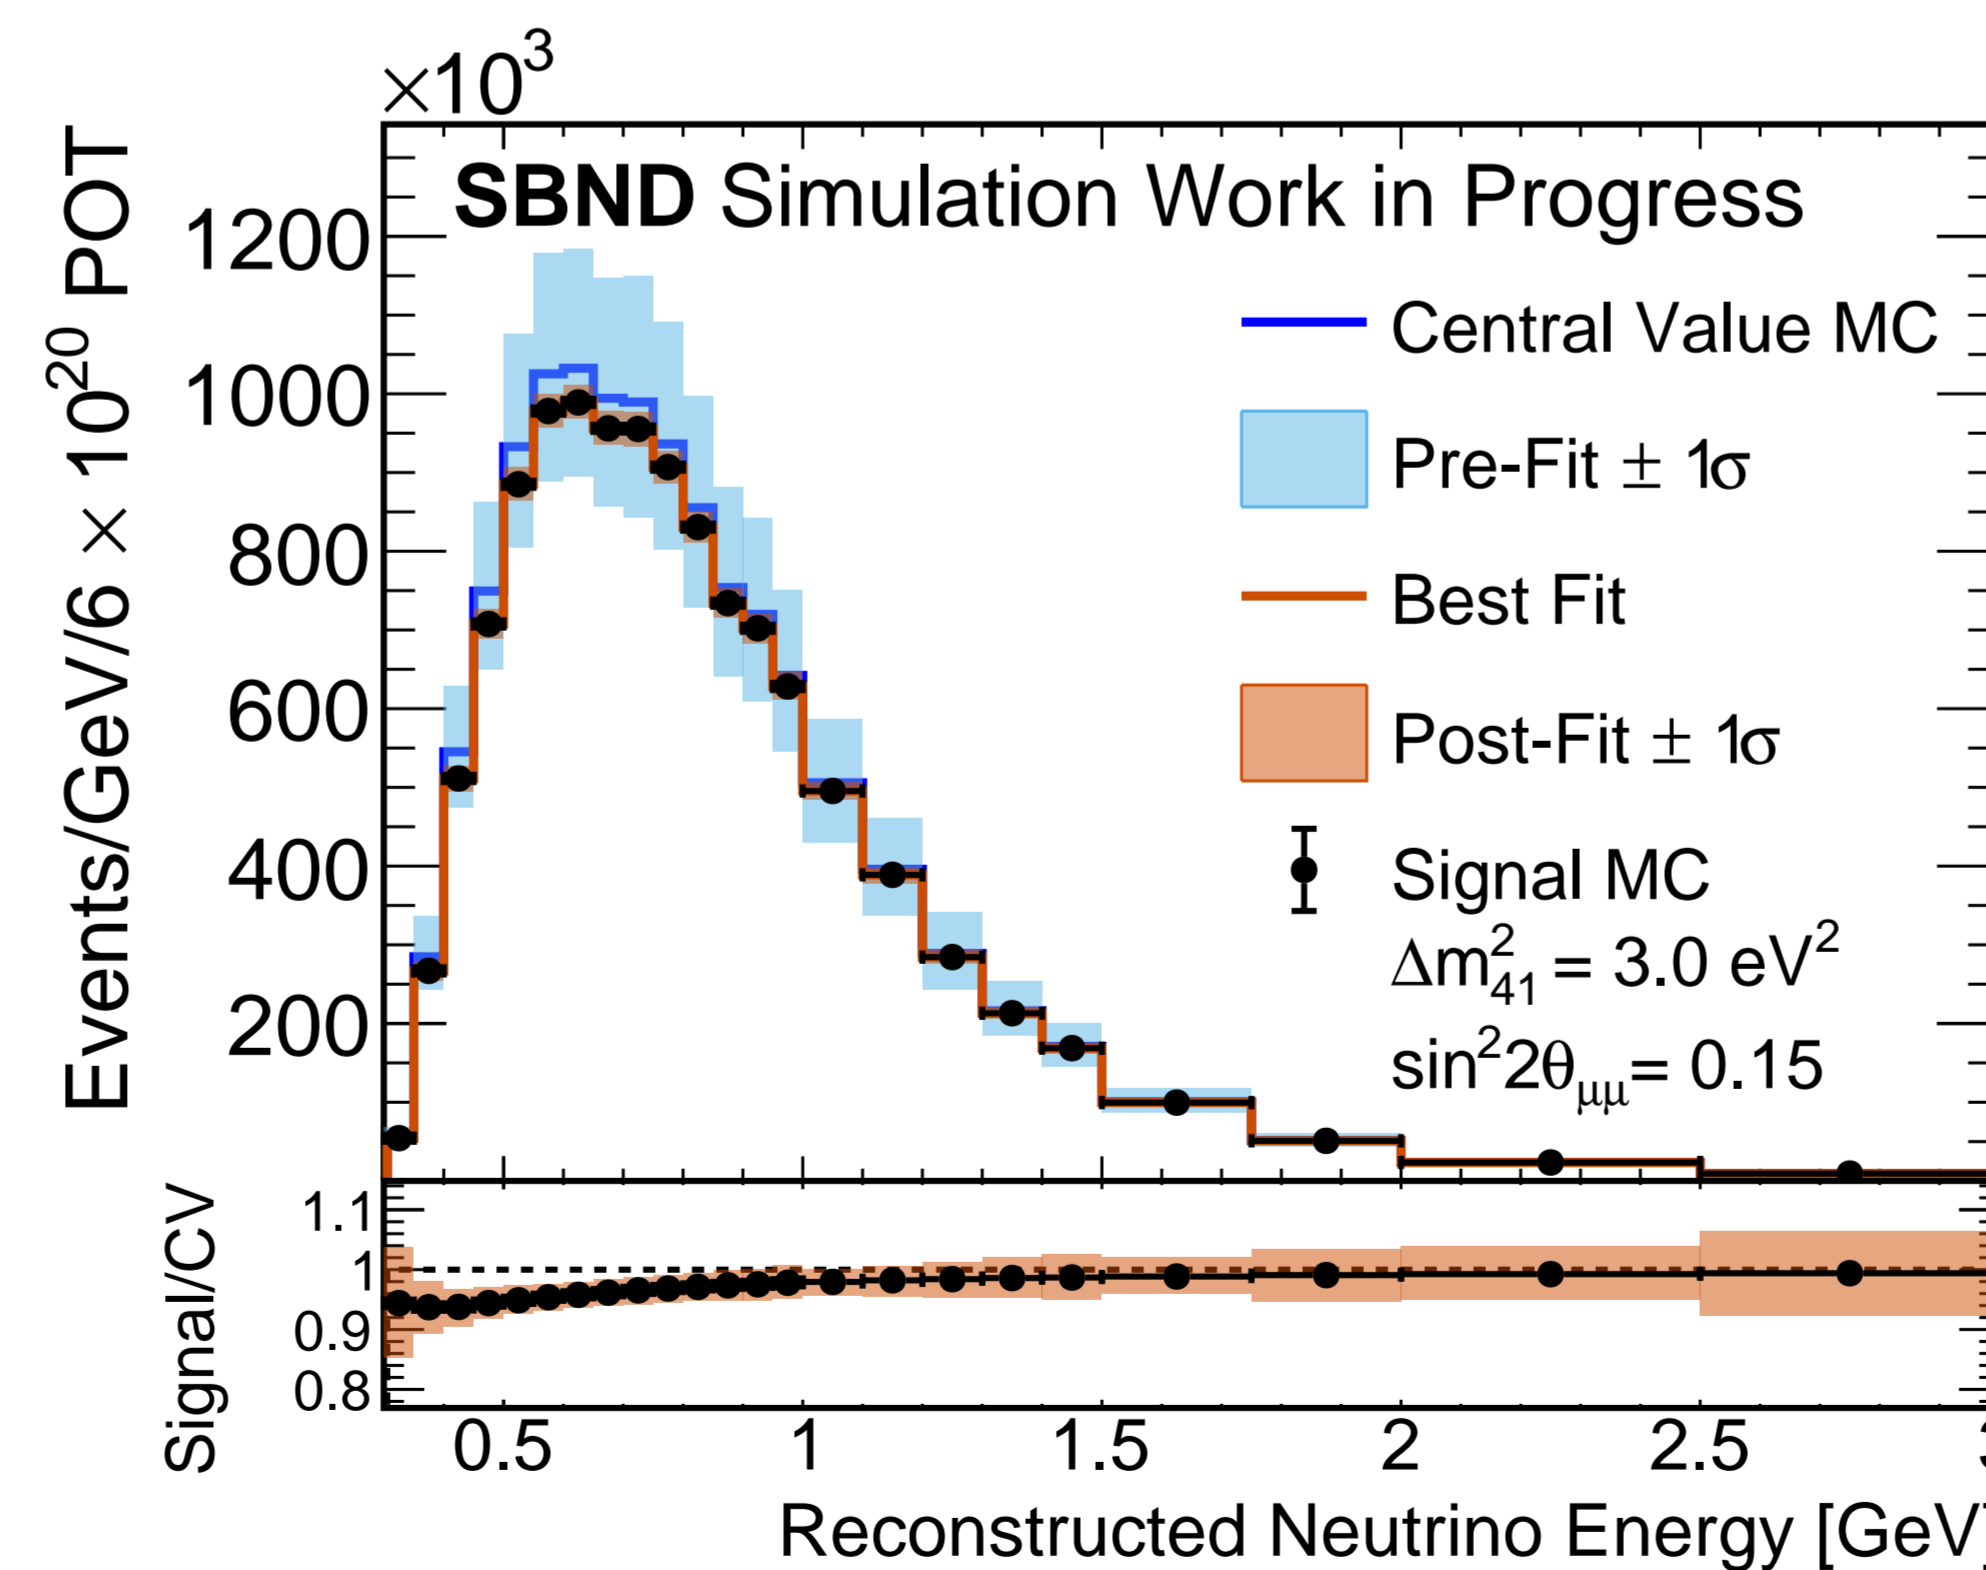 ×10³
SBND Simulation Work in Progress
Events/GeV/6 × 10²⁰ POT
1200
1000
800
600
400
200
Central Value MC
Pre-Fit ± 1σ
Best Fit
Post-Fit ± 1σ
Signal MC
Δm²₄₁ = 3.0 eV²
sin²2θ_μμ = 0.15
Signal/CV
1.1
1
0.9
0.8
0.5 1 1.5 2 2.5
Reconstructed Neutrino Energy [GeV]